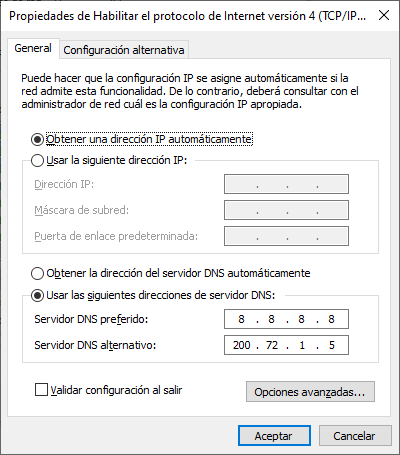 Propiedades de Habilitar el protocolo de Internet versión 4 (TCP/IP...
General
Configuración alternativa
Puede hacer que la configuración IP se asigne automáticamente si la
red admite esta funcionalidad. De lo contrario, deberá consultar con el
administrador de red cuál es la configuración IP apropiada.
Obtener una dirección IP automáticamente
Usar la siguiente dirección IP:
Dirección IP:
Máscara de subred:
Puerta de enlace predeterminada:
Obtener la dirección del servidor DNS automáticamente
Usar las siguientes direcciones de servidor DNS:
Servidor DNS preferido: 8 . 8 . 8 . 8
Servidor DNS alternativo: 200 . 72 . 1 . 5
Validar configuración al salir
Opciones avanzadas...
Aceptar
Cancelar